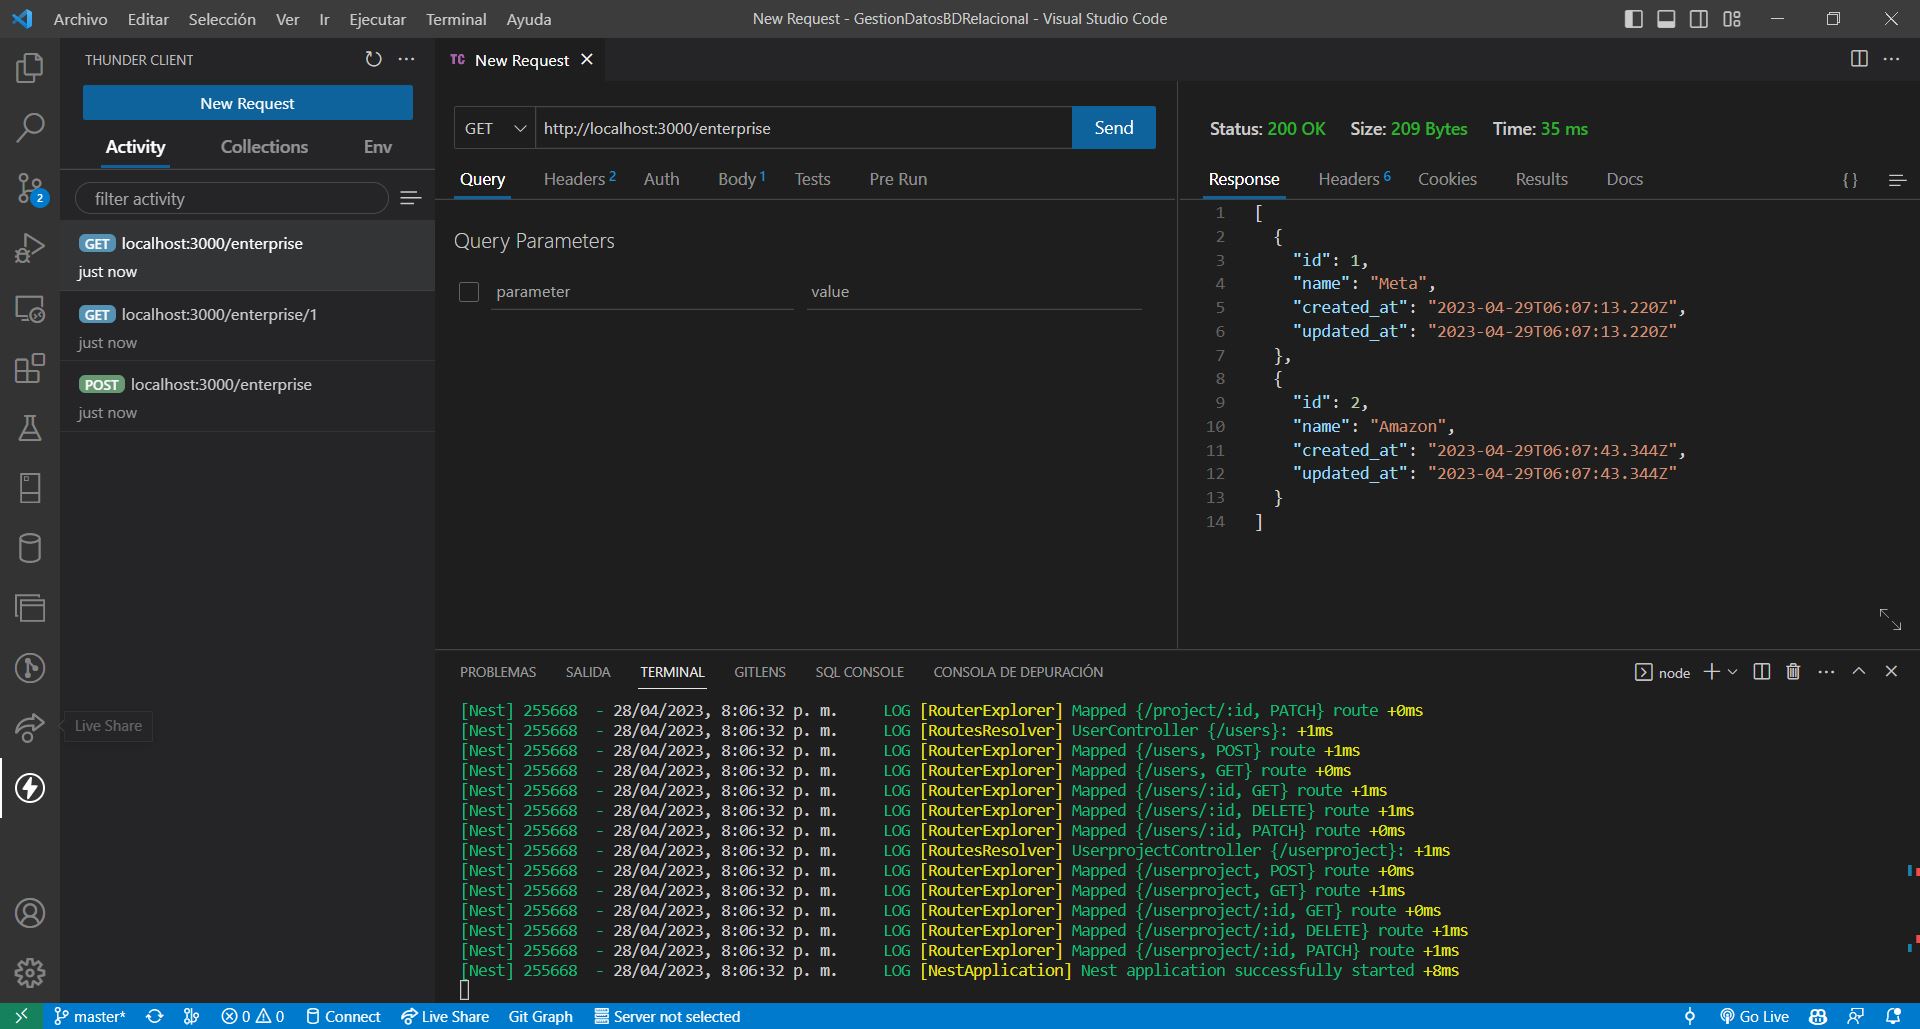 Archivo Editar Selección Ver Ir Ejecutar Terminal Ayuda
New Request - GestionDatosBDRelacional - Visual Studio Code
THUNDER CLIENT
New Request
Activity Collections Env
filter activity
GET localhost:3000/enterprise
just now
GET localhost:3000/enterprise/1
just now
POST localhost:3000/enterprise
just now
2
Live Share
TC New Request
GET http://localhost:3000/enterprise Send
Query Headers 2 Auth Body 1 Tests Pre Run
Query Parameters
parameter value
Status: 200 OK Size: 209 Bytes Time: 35 ms
Response Headers 6 Cookies Results Docs { }
1 [
2 {
3 "id": 1,
4 "name": "Meta",
5 "created_at": "2023-04-29T06:07:13.220Z",
6 "updated_at": "2023-04-29T06:07:13.220Z"
7 },
8 {
9 "id": 2,
10 "name": "Amazon",
11 "created_at": "2023-04-29T06:07:43.344Z",
12 "updated_at": "2023-04-29T06:07:43.344Z"
13 }
14 ]
PROBLEMAS SALIDA TERMINAL GITLENS SQL CONSOLE CONSOLA DE DEPURACIÓN
node
[Nest] 255668 - 28/04/2023, 8:06:32 p. m. LOG [RouterExplorer] Mapped {/project/:id, PATCH} route +0ms
[Nest] 255668 - 28/04/2023, 8:06:32 p. m. LOG [RoutesResolver] UserController {/users}: +1ms
[Nest] 255668 - 28/04/2023, 8:06:32 p. m. LOG [RouterExplorer] Mapped {/users, POST} route +1ms
[Nest] 255668 - 28/04/2023, 8:06:32 p. m. LOG [RouterExplorer] Mapped {/users, GET} route +0ms
[Nest] 255668 - 28/04/2023, 8:06:32 p. m. LOG [RouterExplorer] Mapped {/users/:id, GET} route +1ms
[Nest] 255668 - 28/04/2023, 8:06:32 p. m. LOG [RouterExplorer] Mapped {/users/:id, DELETE} route +1ms
[Nest] 255668 - 28/04/2023, 8:06:32 p. m. LOG [RouterExplorer] Mapped {/users/:id, PATCH} route +0ms
[Nest] 255668 - 28/04/2023, 8:06:32 p. m. LOG [RoutesResolver] UserprojectController {/userproject}: +1ms
[Nest] 255668 - 28/04/2023, 8:06:32 p. m. LOG [RouterExplorer] Mapped {/userproject, POST} route +0ms
[Nest] 255668 - 28/04/2023, 8:06:32 p. m. LOG [RouterExplorer] Mapped {/userproject, GET} route +1ms
[Nest] 255668 - 28/04/2023, 8:06:32 p. m. LOG [RouterExplorer] Mapped {/userproject/:id, GET} route +0ms
[Nest] 255668 - 28/04/2023, 8:06:32 p. m. LOG [RouterExplorer] Mapped {/userproject/:id, DELETE} route +1ms
[Nest] 255668 - 28/04/2023, 8:06:32 p. m. LOG [RouterExplorer] Mapped {/userproject/:id, PATCH} route +1ms
[Nest] 255668 - 28/04/2023, 8:06:32 p. m. LOG [NestApplication] Nest application successfully started +8ms
master* 0 0 Connect Live Share Git Graph Server not selected Go Live